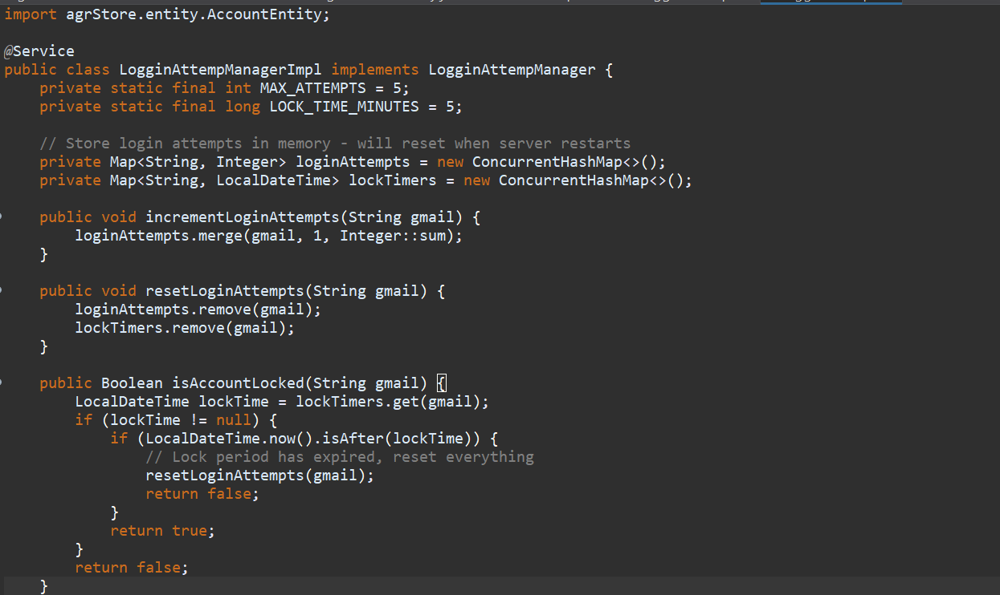 import agrStore.entity.AccountEntity;
@Service
public class LogginAttempManagerImpl implements LogginAttempManager {
private static final int MAX_ATTEMPTS = 5;
private static final long LOCK_TIME_MINUTES = 5;
// Store login attempts in memory - will reset when server restarts
private Map<String, Integer> loginAttempts = new ConcurrentHashMap<>();
private Map<String, LocalDateTime> lockTimers = new ConcurrentHashMap<>();
public void incrementLoginAttempts(String gmail) {
loginAttempts.merge(gmail, 1, Integer::sum);
}
public void resetLoginAttempts(String gmail) {
loginAttempts.remove(gmail);
lockTimers.remove(gmail);
}
public Boolean isAccountLocked(String gmail) {
LocalDateTime lockTime = lockTimers.get(gmail);
if (lockTime != null) {
if (LocalDateTime.now().isAfter(lockTime)) {
// Lock period has expired, reset everything
resetLoginAttempts(gmail);
return false;
}
return true;
}
return false;
}